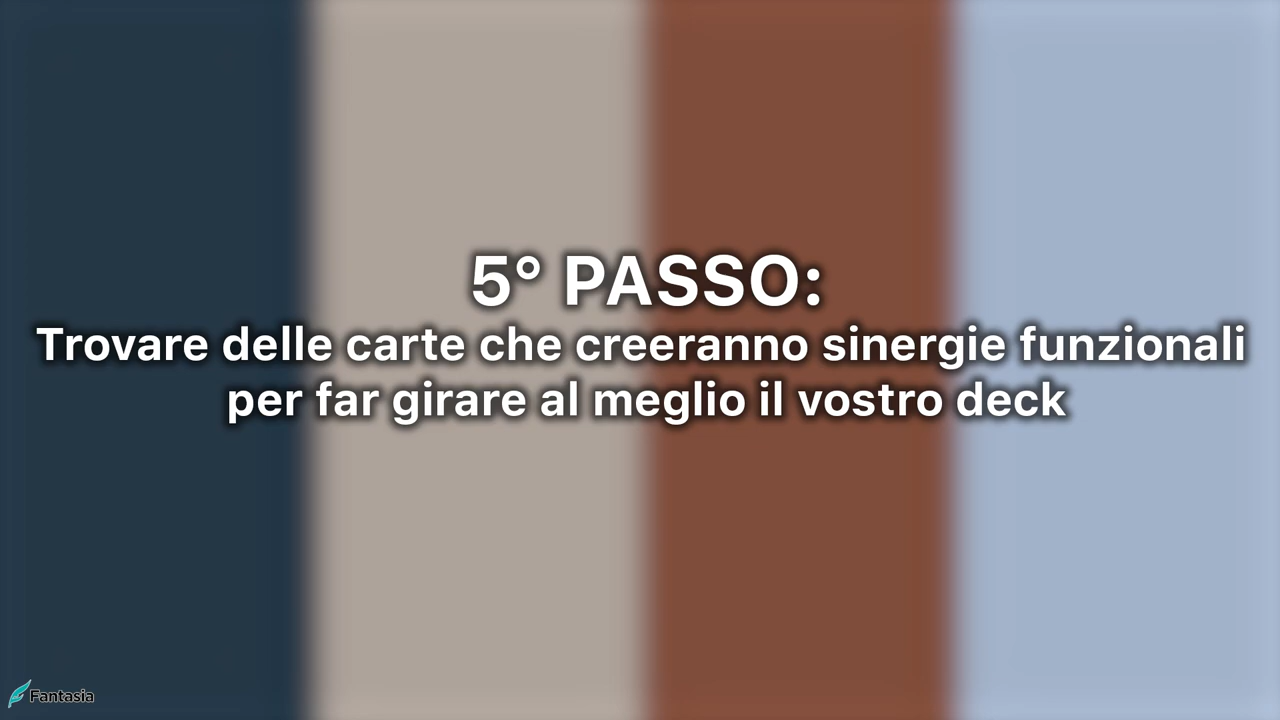 5° PASSO:
Trovare delle carte che creeranno sinergie funzionali
per far girare al meglio il vostro deck
Fantasia